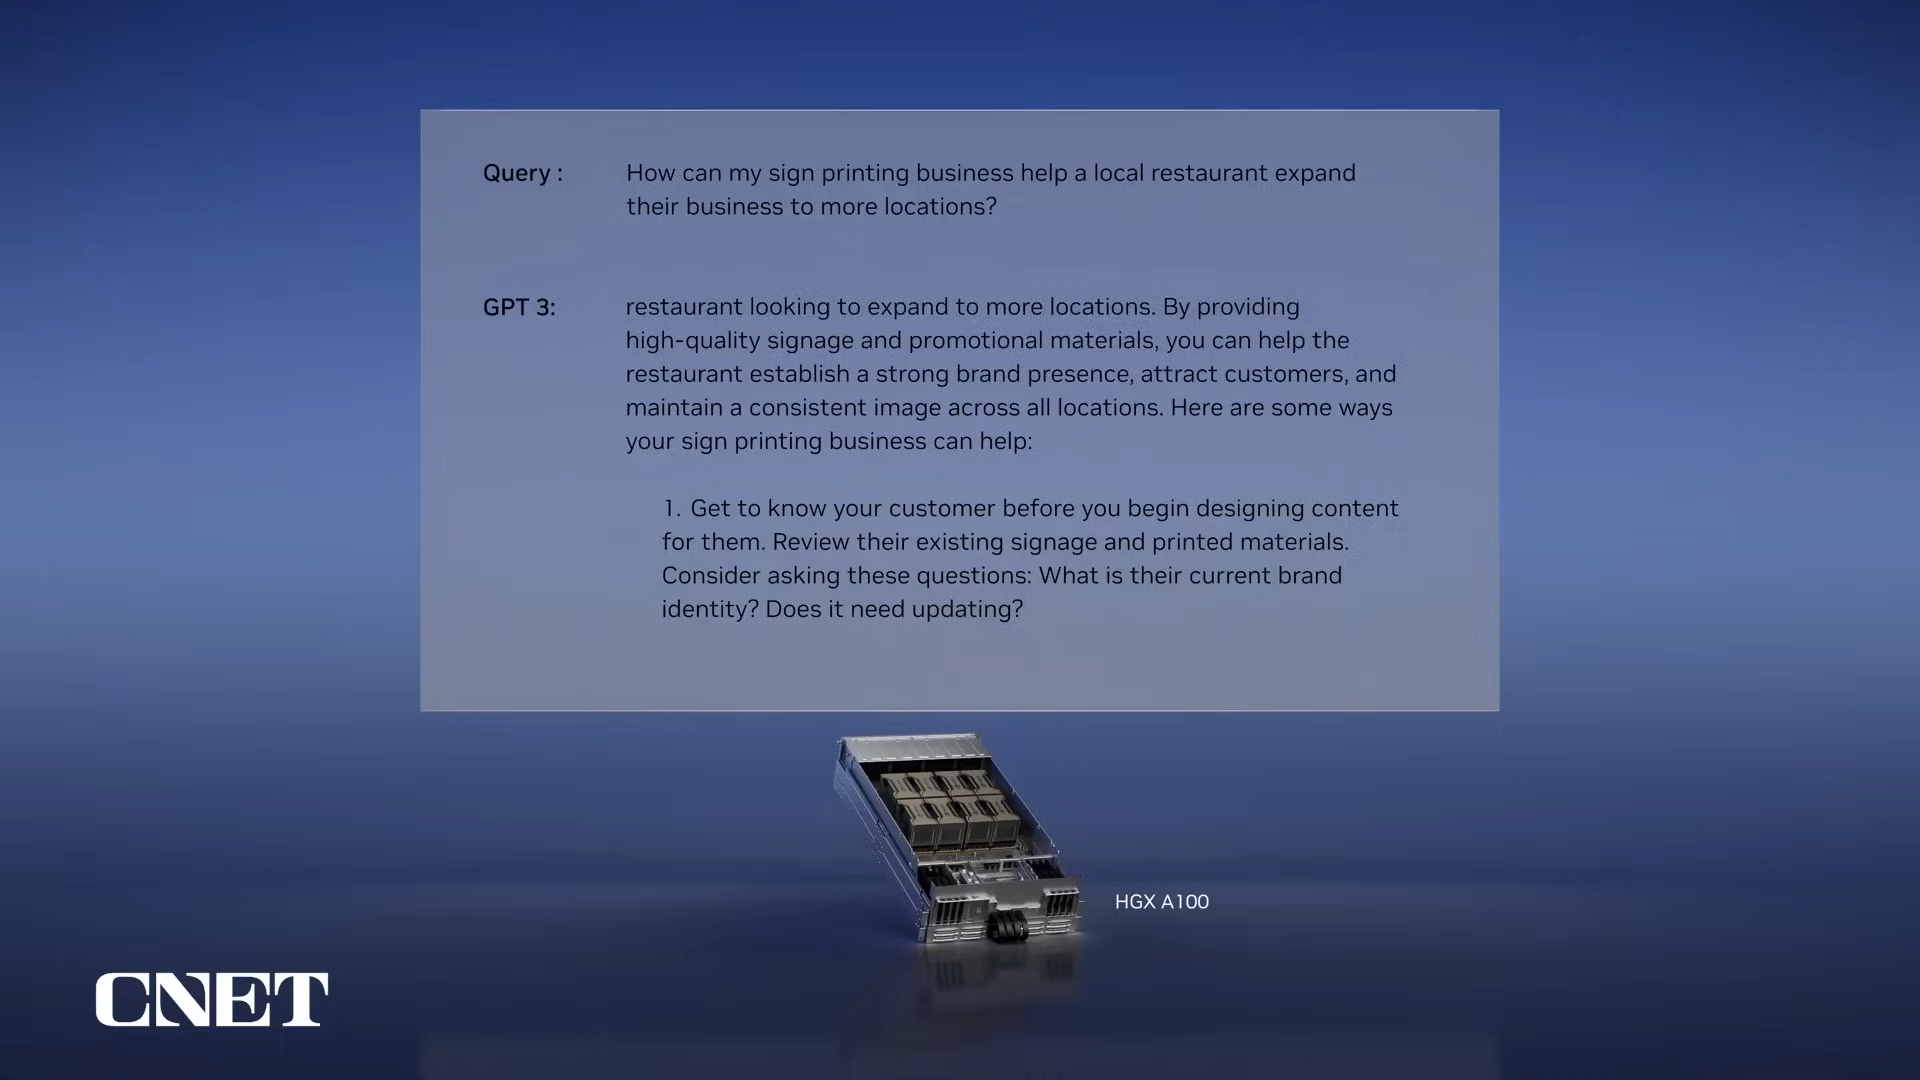 Query : How can my sign printing business help a local restaurant expand
their business to more locations?
GPT 3: restaurant looking to expand to more locations. By providing
high-quality signage and promotional materials, you can help the
restaurant establish a strong brand presence, attract customers, and
maintain a consistent image across all locations. Here are some ways
your sign printing business can help:
1. Get to know your customer before you begin designing content
for them. Review their existing signage and printed materials.
Consider asking these questions: What is their current brand
identity? Does it need updating?
HGX A100
CNET